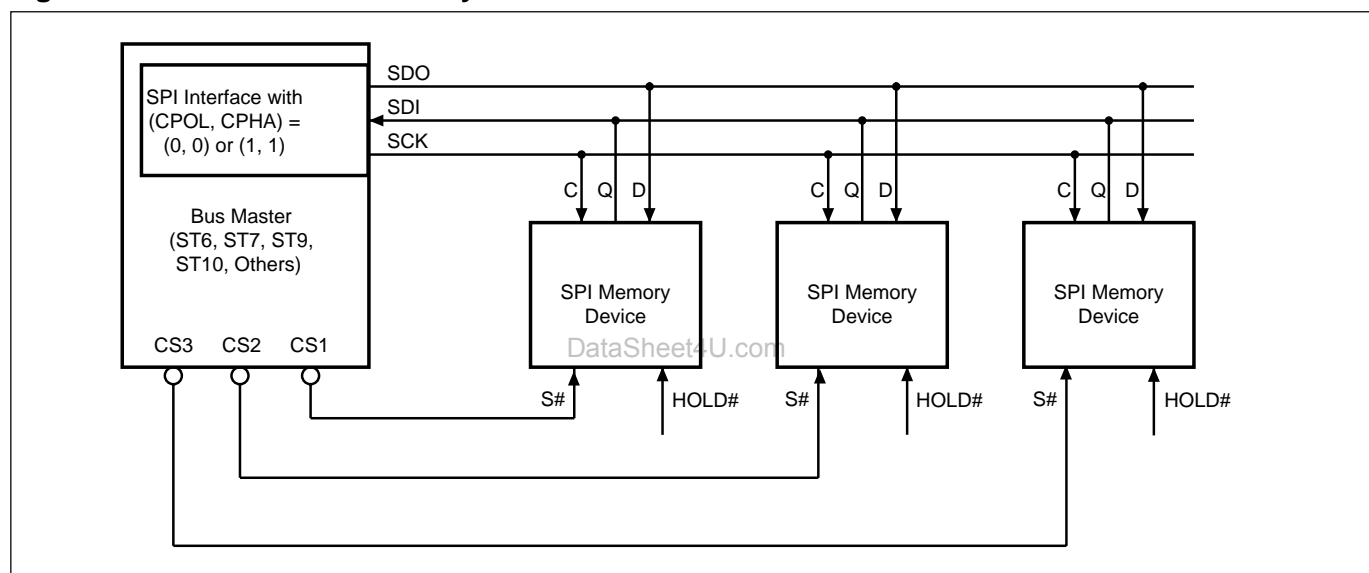 SDO
SDI
SCK
SPI Interface with
(CPOL, CPHA) =
(0, 0) or (1, 1)
Bus Master
(ST6, ST7, ST9,
ST10, Others)
CS3 CS2 CS1
C Q D
C Q D
C Q D
SPI Memory
Device
SPI Memory
Device
SPI Memory
Device
DataSheet4U.com
S# HOLD#
S# HOLD#
S# HOLD#